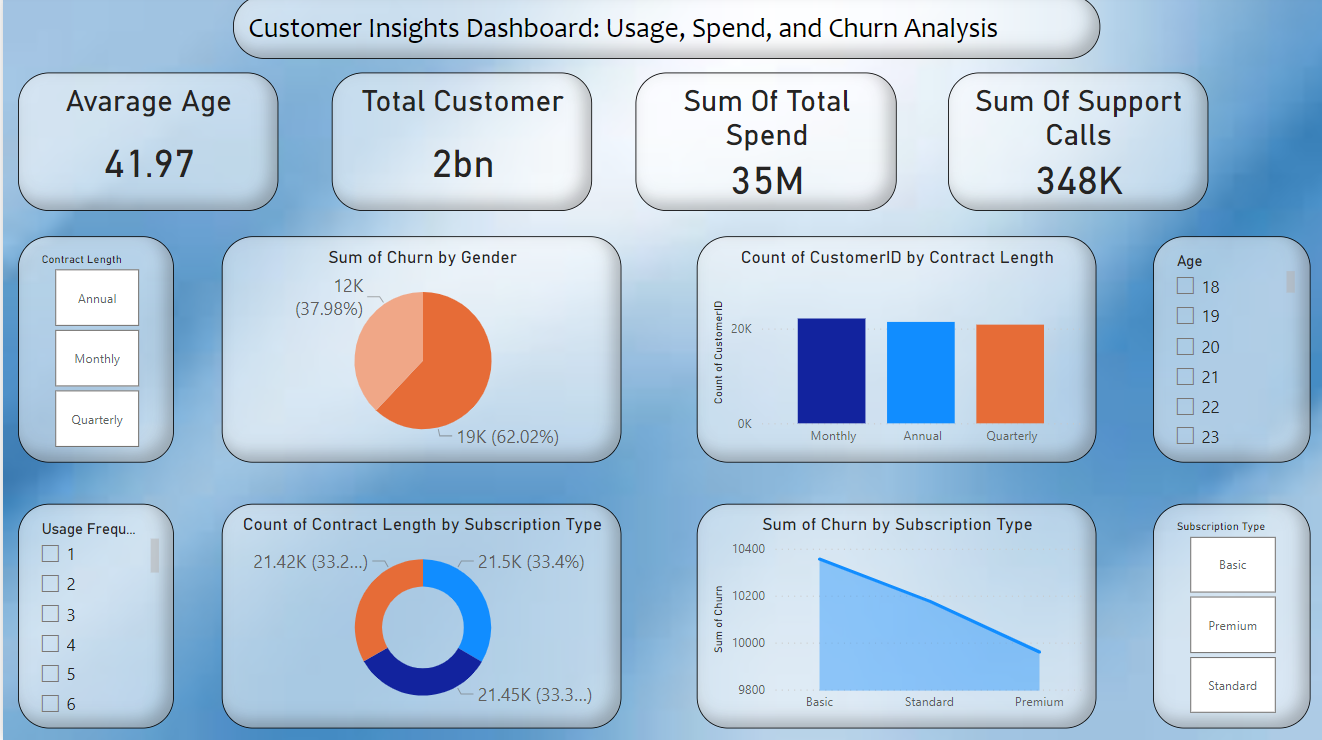 Customer Insights Dashboard: Usage, Spend, and Churn Analysis
Avarage Age
41.97
Total Customer
2bn
Sum Of Total
Spend
35M
Sum Of Support
Calls
348K
Contract Length
Annual
Monthly
Quarterly
Sum of Churn by Gender
12K
(37.98%)
19K (62.02%)
Count of CustomerID by Contract Length
Count of CustomerID
20K
0K
Monthly
Annual
Quarterly
Age
18
19
20
21
22
23
Usage Frequ...
1
2
3
4
5
6
Count of Contract Length by Subscription Type
21.42K (33.2...)
21.5K (33.4%)
21.45K (33.3...)
Sum of Churn by Subscription Type
Sum of Churn
10400
10200
10000
9800
Basic
Standard
Premium
Subscription Type
Basic
Premium
Standard